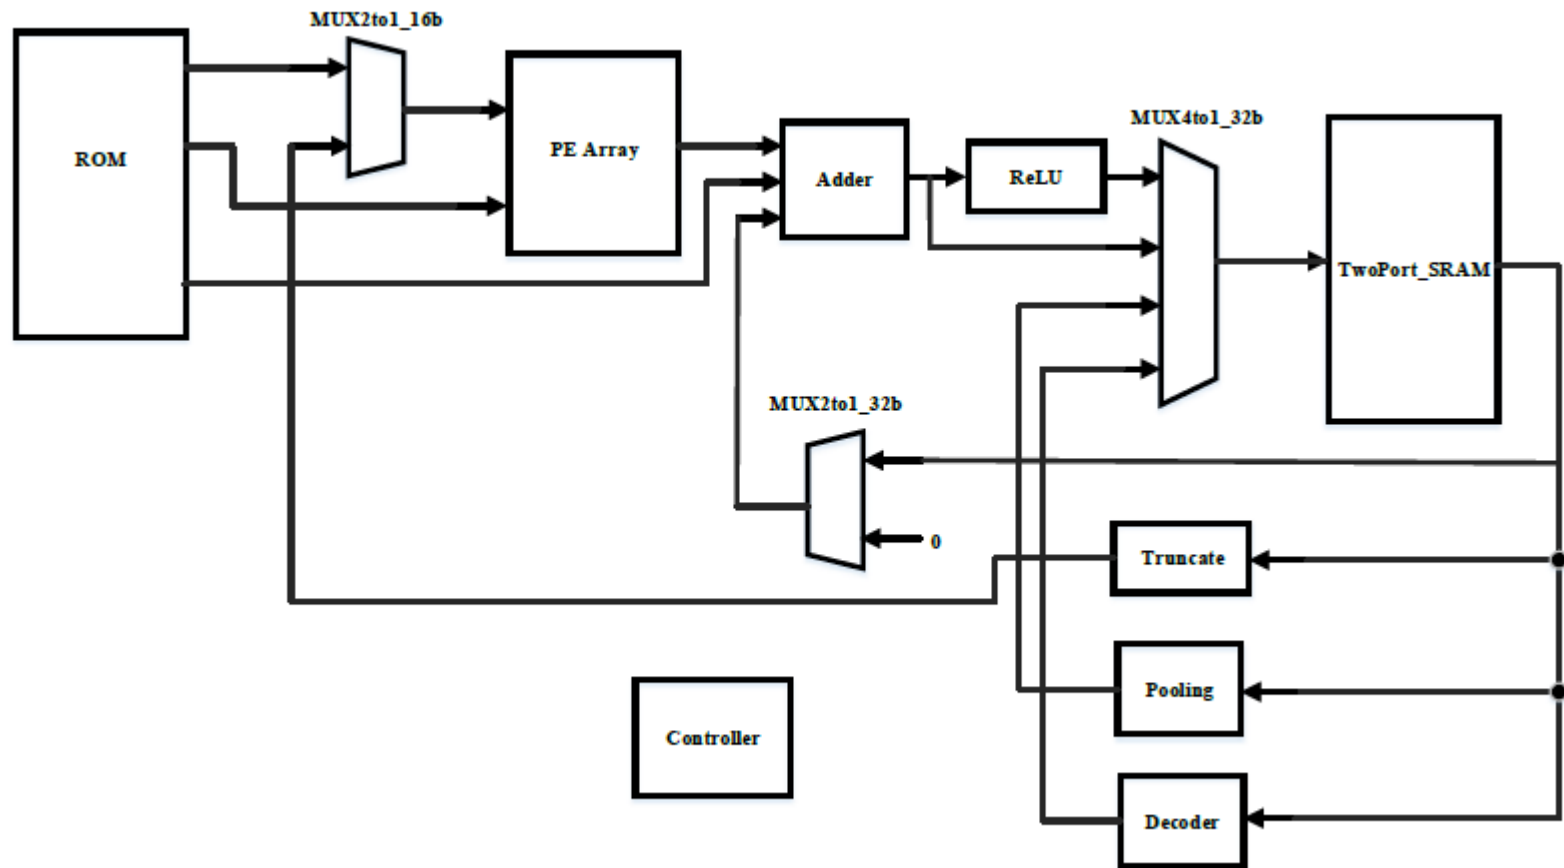 MUX2to1_16b
ROM
PE Array
Adder
ReLU
MUX4to1_32b
TwoPort_SRAM
MUX2to1_32b
0
Truncate
Pooling
Controller
Decoder